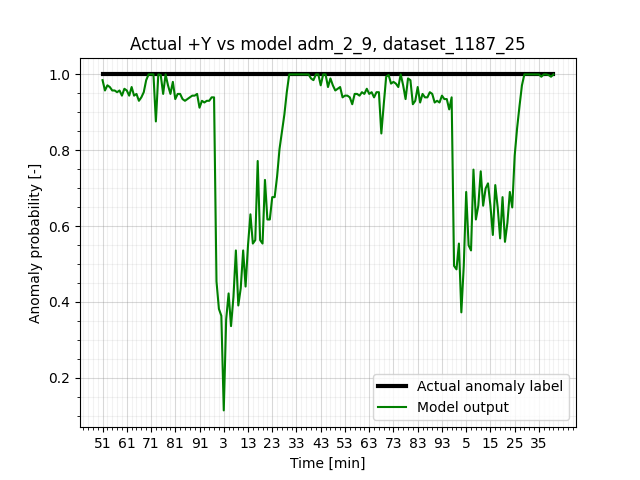 Actual +Y vs model adm_2_9, dataset_1187_25
Anomaly probability [-]
1.0
0.8
0.6
0.4
0.2
51 61 71 81 91 3 13 23 33 43 53 63 73 83 93 5 15 25 35
Time [min]
Actual anomaly label
Model output